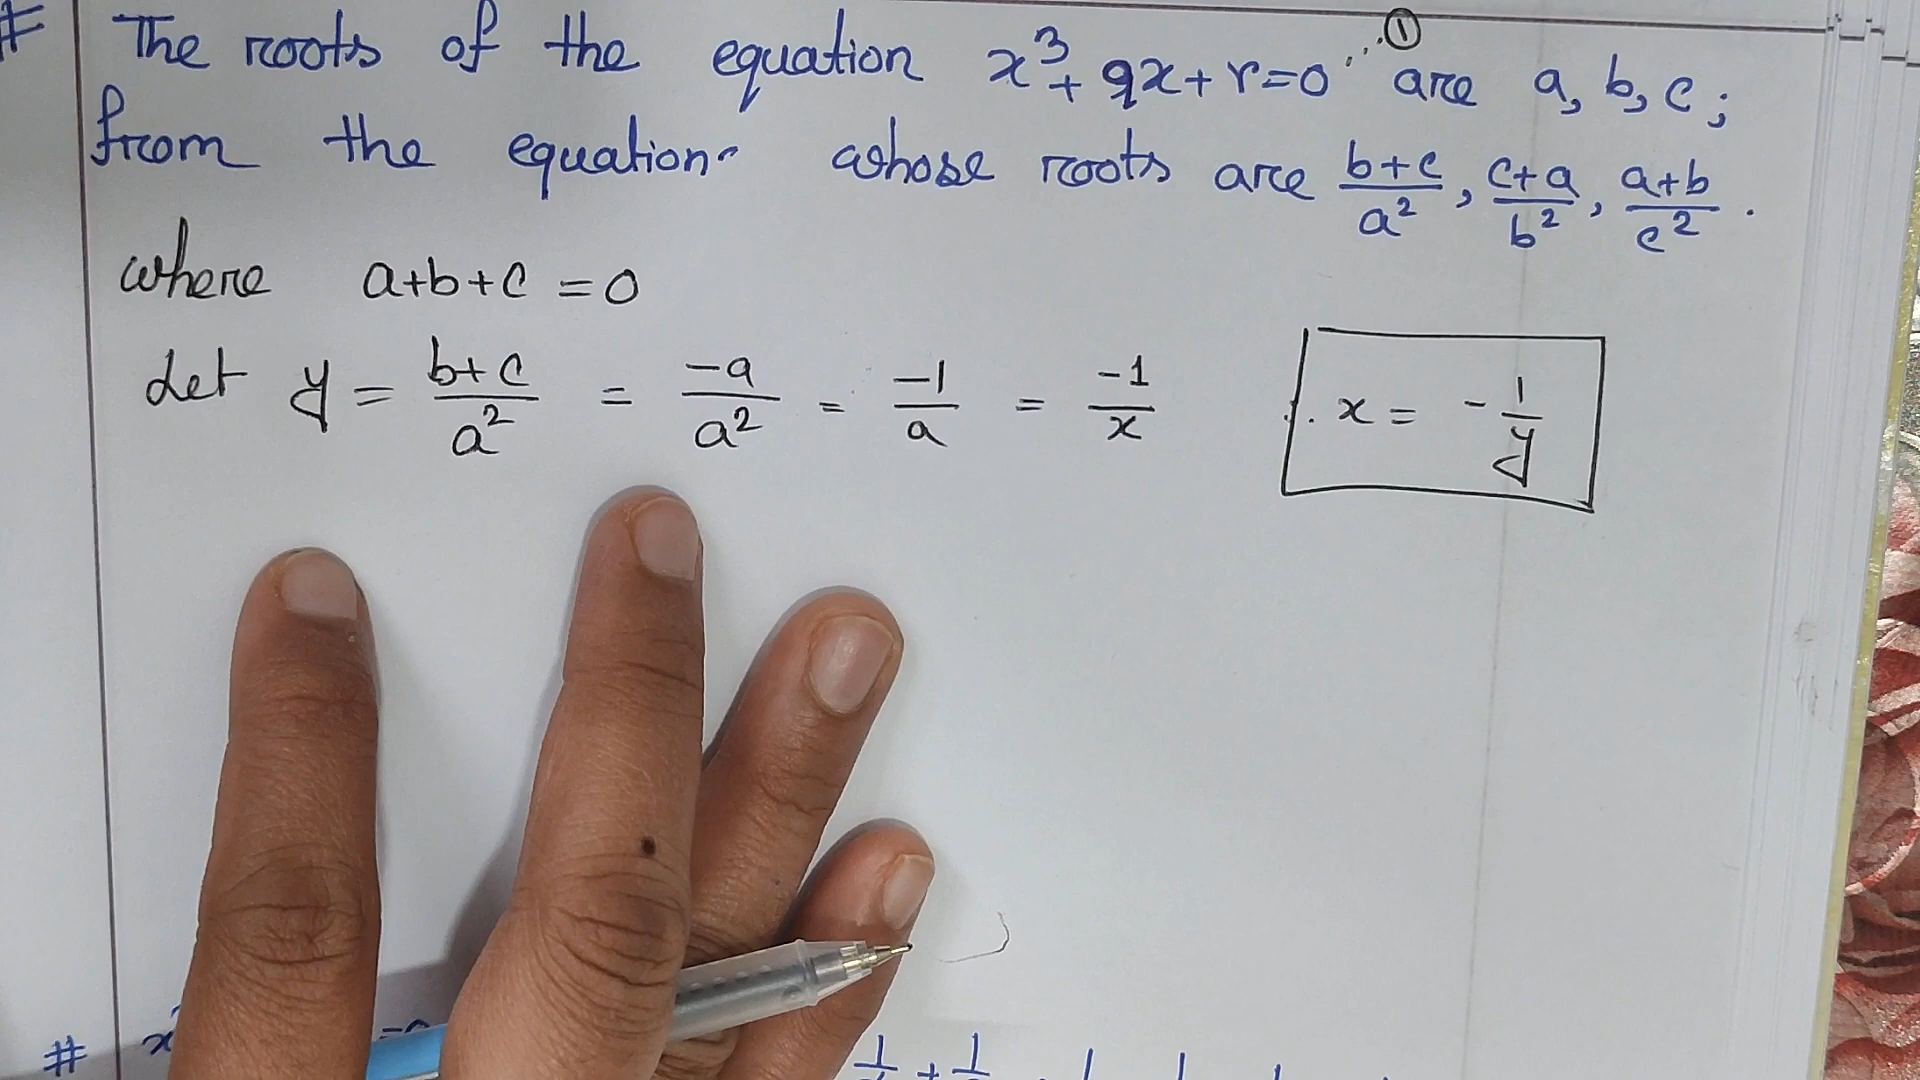 # The roots of the equation x³ + qx + r = 0 ...① are a, b, c;
from the equation whose roots are b+c/a², c+a/b², a+b/c².
where a+b+c = 0
Let y = b+c/a² = -a/a² = -1/a = -1/x ∴ x = -1/y
# x